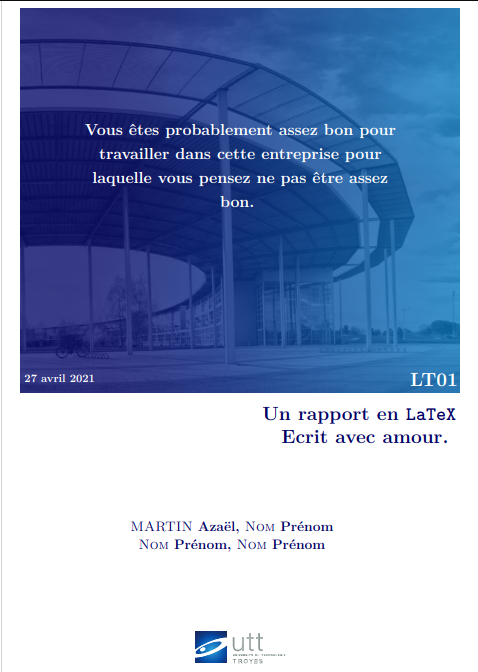 Vous êtes probablement assez bon pour
travailler dans cette entreprise pour
laquelle vous pensez ne pas être assez
bon.
27 avril 2021
LT01
Un rapport en LaTeX
Ecrit avec amour.
MARTIN Azaël, Nom Prénom
Nom Prénom, Nom Prénom
utt
UNIVERSITÉ DE TECHNOLOGIE
TROYES